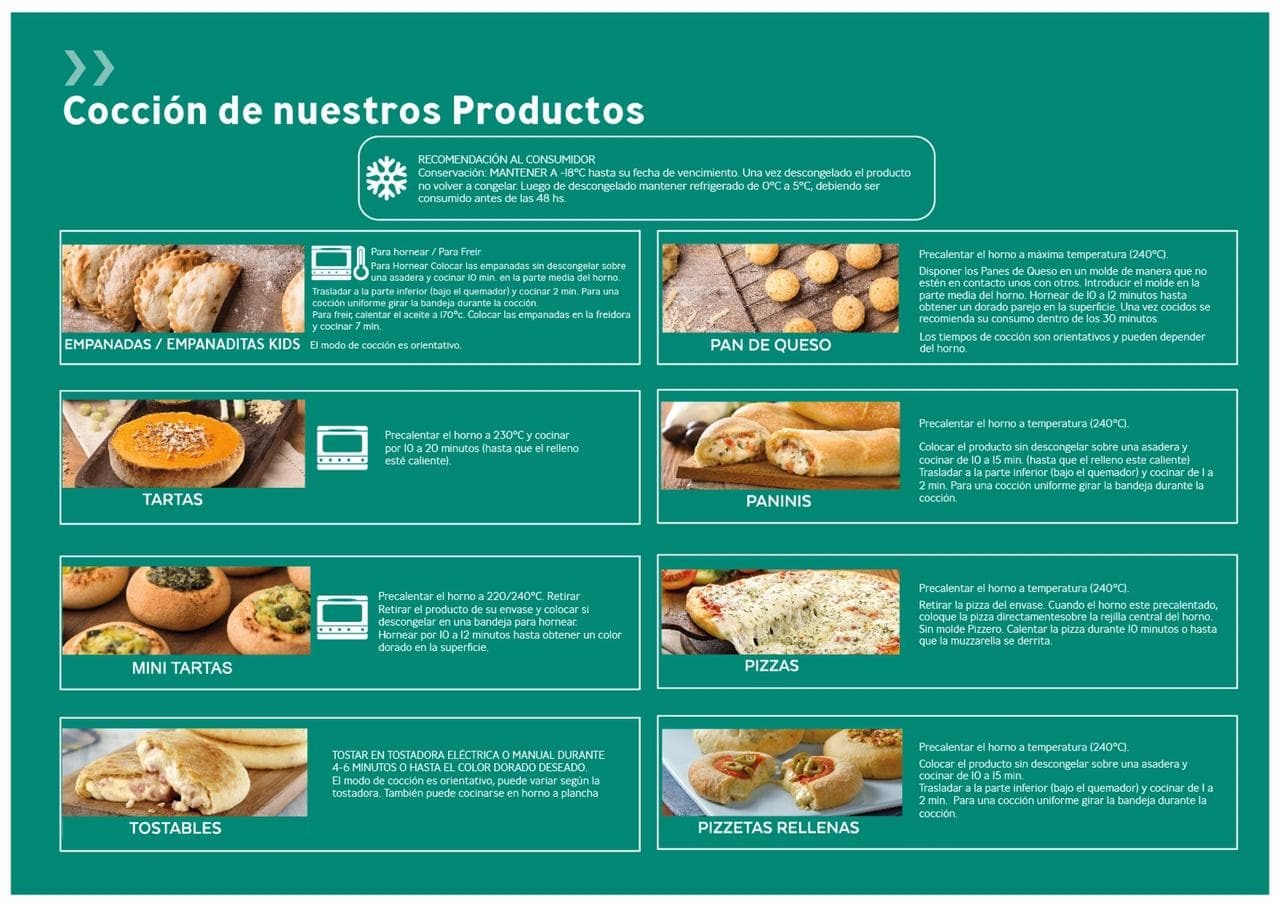 Cocción de nuestros Productos
RECOMENDACIÓN AL CONSUMIDOR
Conservación: MANTENER A -18ºC hasta su fecha de vencimiento. Una vez descongelado el producto
no volver a congelar. Luego de descongelado mantener refrigerado de 0ºC a 5ºC, debiendo ser
consumido antes de las 48 hs.
Para hornear / Para Freir
Para Hornear Colocar las empanadas sin descongelar sobre
una asadera y cocinar 10 min. en la parte media del horno.
Trasladar a la parte inferior (bajo el quemador) y cocinar 2 min. Para una
cocción uniforme girar la bandeja durante la cocción.
Para freir, calentar el aceite a 170ºc. Colocar las empanadas en la freidora
y cocinar 7 min.
El modo de cocción es orientativo.
EMPANADAS / EMPANADITAS KIDS
Precalentar el horno a máxima temperatura (240ºC).
Disponer los Panes de Queso en un molde de manera que no
estén en contacto unos con otros. Introducir el molde en la
parte media del horno. Hornear de 10 a 12 minutos hasta
obtener un dorado parejo en la superficie. Una vez cocidos se
recomienda su consumo dentro de los 30 minutos.
Los tiempos de cocción son orientativos y pueden depender
del horno.
PAN DE QUESO
Precalentar el horno a 230ºC y cocinar
por 10 a 20 minutos (hasta que el relleno
esté caliente).
TARTAS
Precalentar el horno a temperatura (240ºC).
Colocar el producto sin descongelar sobre una asadera y
cocinar de 10 a 15 min. (hasta que el relleno este caliente)
Trasladar a la parte inferior (bajo el quemador) y cocinar de 1 a
2 min. Para una cocción uniforme girar la bandeja durante la
cocción.
PANINIS
Precalentar el horno a 220/240ºC. Retirar
Retirar el producto de su envase y colocar si
descongelar en una bandeja para hornear.
Hornear por 10 a 12 minutos hasta obtener un color
dorado en la superficie.
MINI TARTAS
Precalentar el horno a temperatura (240ºC).
Retirar la pizza del envase. Cuando el horno este precalentado,
coloque la pizza directamentesobre la rejilla central del horno.
Sin molde Pizzero. Calentar la pizza durante 10 minutos o hasta
que la muzzarella se derrita.
PIZZAS
TOSTAR EN TOSTADORA ELÉCTRICA O MANUAL DURANTE
4-6 MINUTOS O HASTA EL COLOR DORADO DESEADO.
El modo de cocción es orientativo, puede variar según la
tostadora. También puede cocinarse en horno a plancha
TOSTABLES
Precalentar el horno a temperatura (240ºC).
Colocar el producto sin descongelar sobre una asadera y
cocinar de 10 a 15 min.
Trasladar a la parte inferior (bajo el quemador) y cocinar de 1 a
2 min. Para una cocción uniforme girar la bandeja durante la
cocción.
PIZZETAS RELLENAS